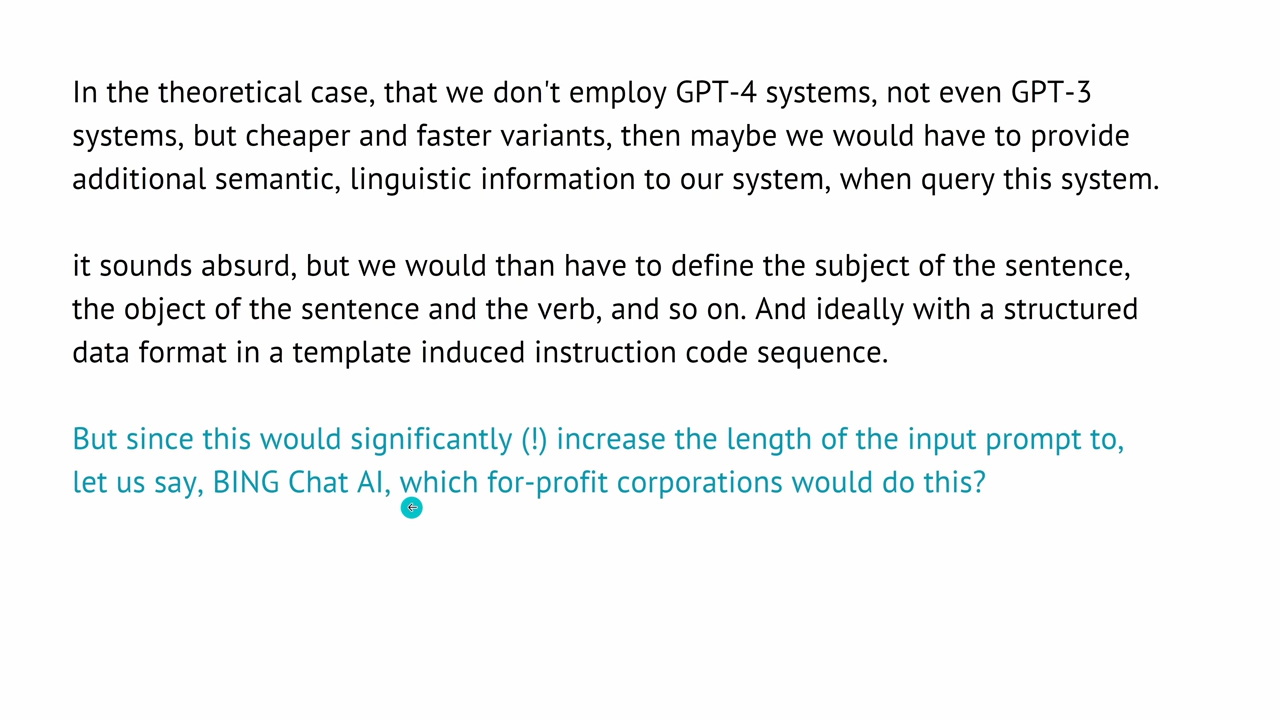 In the theoretical case, that we don't employ GPT-4 systems, not even GPT-3
systems, but cheaper and faster variants, then maybe we would have to provide
additional semantic, linguistic information to our system, when query this system.
it sounds absurd, but we would than have to define the subject of the sentence,
the object of the sentence and the verb, and so on. And ideally with a structured
data format in a template induced instruction code sequence.
But since this would significantly (!) increase the length of the input prompt to,
let us say, BING Chat AI, which for-profit corporations would do this?